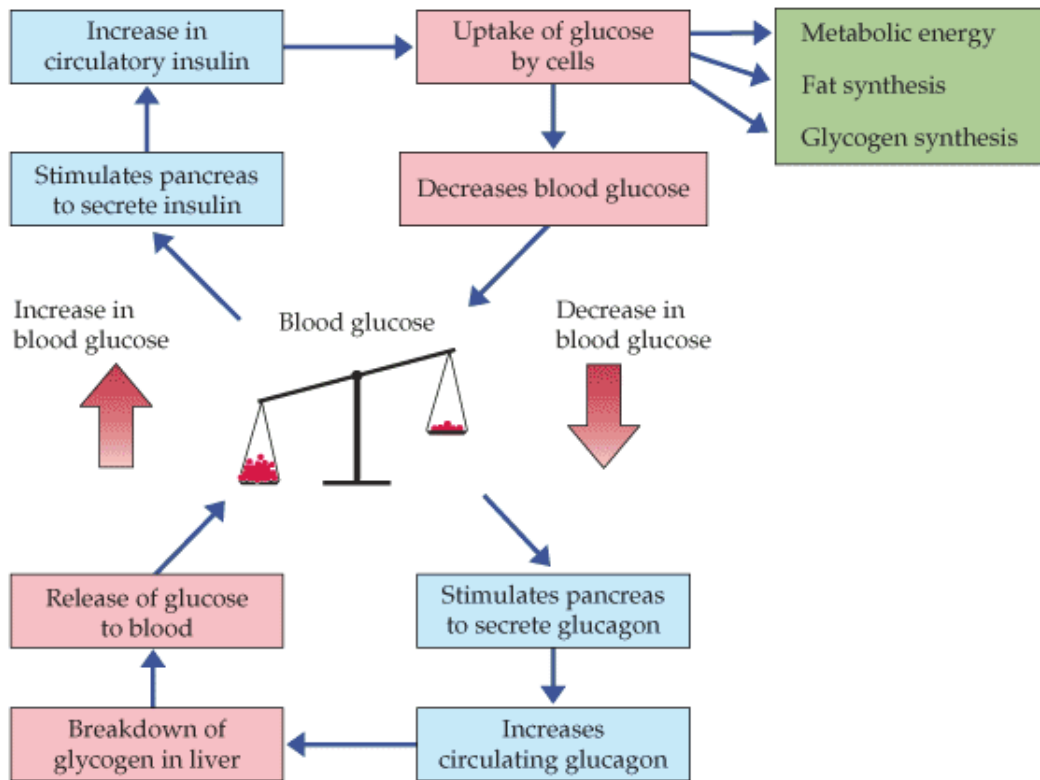 Increase in
circulatory insulin
Uptake of glucose
by cells
Metabolic energy
Fat synthesis
Glycogen synthesis
Stimulates pancreas
to secrete insulin
Decreases blood glucose
Increase in
blood glucose
Blood glucose
Decrease in
blood glucose
Release of glucose
to blood
Stimulates pancreas
to secrete glucagon
Breakdown of
glycogen in liver
Increases
circulating glucagon